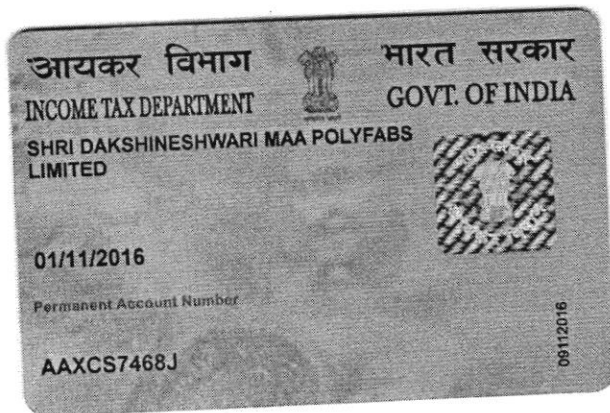 आयकर विभाग
भारत सरकार
INCOME TAX DEPARTMENT
GOVT. OF INDIA
SHRI DAKSHINESHWARI MAA POLYFABS
LIMITED
01/11/2016
Permanent Account Number
AAXCS7468J
09112016